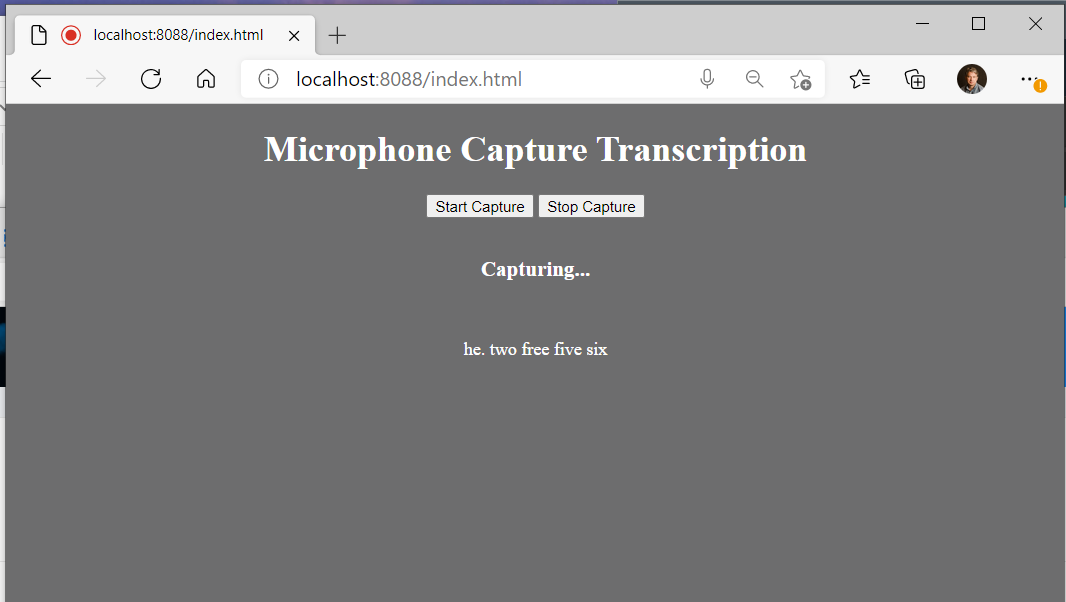 localhost:8088/index.html
localhost:8088/index.html
Microphone Capture Transcription
Start Capture Stop Capture
Capturing...
he. two free five six